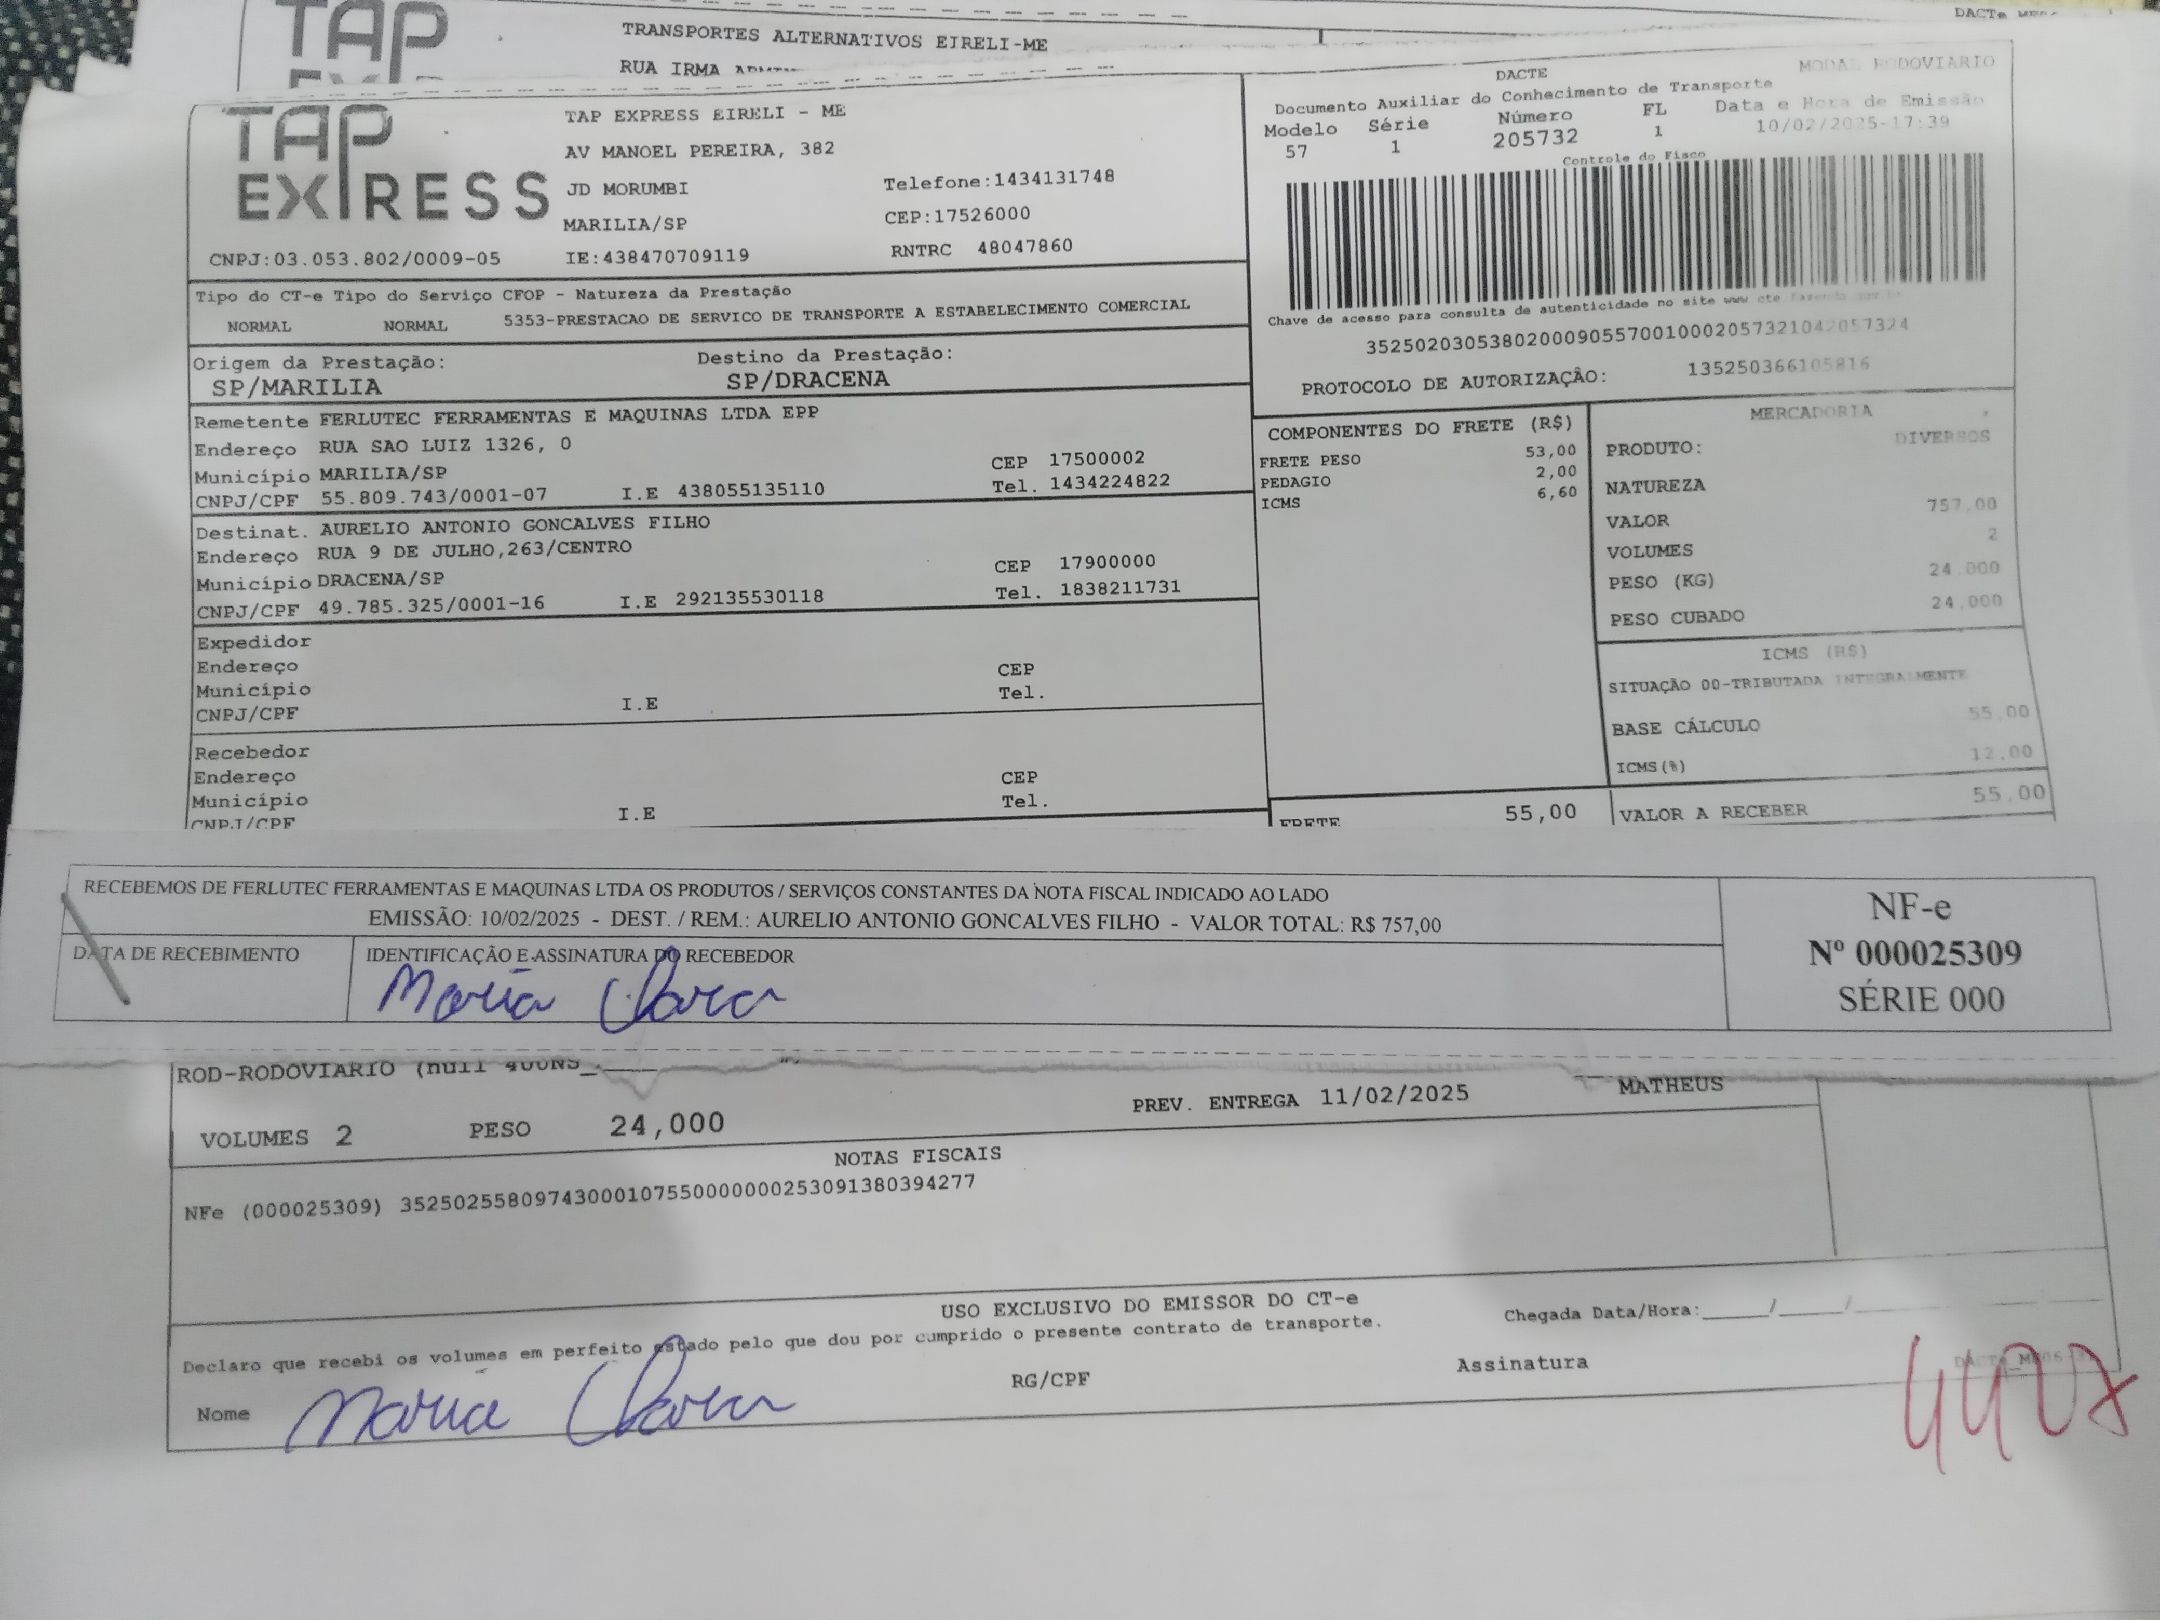 TAP
TRANSPORTES ALTERNATIVOS EIRELI-ME
RUA IRMA
DACTe
TAP EXPRESS
TAP EXPRESS EIRELI - ME
AV MANOEL PEREIRA, 382
JD MORUMBI Telefone:1434131748
MARILIA/SP CEP:17526000
CNPJ:03.053.802/0009-05 IE:438470709119 RNTRC 48047860
DACTE MODAL RODOVIARIO
Documento Auxiliar do Conhecimento de Transporte
Modelo Série Número FL Data e Hora de Emissão
57 1 205732 1 10/02/2025-17:39
Controle do Fisco
Chave de acesso para consulta de autenticidade no site www cte fazenda.gov.br
35250203053802000905570010002057321042057324
PROTOCOLO DE AUTORIZAÇÃO: 135250366105816
Tipo do CT-e Tipo do Serviço CFOP - Natureza da Prestação
NORMAL NORMAL 5353-PRESTACAO DE SERVICO DE TRANSPORTE A ESTABELECIMENTO COMERCIAL
Origem da Prestação: Destino da Prestação:
SP/MARILIA SP/DRACENA
Remetente FERLUTEC FERRAMENTAS E MAQUINAS LTDA EPP
Endereço RUA SAO LUIZ 1326, 0
Município MARILIA/SP CEP 17500002
CNPJ/CPF 55.809.743/0001-07 I.E 438055135110 Tel. 1434224822
Destinat. AURELIO ANTONIO GONCALVES FILHO
Endereço RUA 9 DE JULHO,263/CENTRO
Município DRACENA/SP CEP 17900000
CNPJ/CPF 49.785.325/0001-16 I.E 292135530118 Tel. 1838211731
Expedidor
Endereço CEP
Município Tel.
CNPJ/CPF I.E
Recebedor
Endereço CEP
Município Tel.
CNPJ/CPF I.E
COMPONENTES DO FRETE (R$)
FRETE PESO 53,00
PEDAGIO 2,00
ICMS 6,60
FRETE 55,00
MERCADORIA
PRODUTO: DIVERSOS
NATUREZA
VALOR 757,00
VOLUMES 2
PESO (KG) 24,000
PESO CUBADO 24,000
ICMS (R$)
SITUAÇÃO 00-TRIBUTADA INTEGRALMENTE
BASE CÁLCULO 55,00
ICMS(%) 12,00
VALOR A RECEBER 55,00
RECEBEMOS DE FERLUTEC FERRAMENTAS E MAQUINAS LTDA OS PRODUTOS / SERVIÇOS CONSTANTES DA NOTA FISCAL INDICADO AO LADO
EMISSÃO: 10/02/2025 - DEST. / REM.: AURELIO ANTONIO GONCALVES FILHO - VALOR TOTAL: R$ 757,00
DATA DE RECEBIMENTO IDENTIFICAÇÃO E ASSINATURA DO RECEBEDOR
Maria Clara
NF-e
Nº 000025309
SÉRIE 000
ROD-RODOVIARIO (null
VOLUMES 2 PESO 24,000 PREV. ENTREGA 11/02/2025 MATHEUS
NOTAS FISCAIS
NFe (000025309) 35250255809743000107550000000253091380394277
USO EXCLUSIVO DO EMISSOR DO CT-e
Declaro que recebi os volumes em perfeito estado pelo que dou por cumprido o presente contrato de transporte. Chegada Data/Hora:_____/_____/
Nome Maria Clara RG/CPF Assinatura